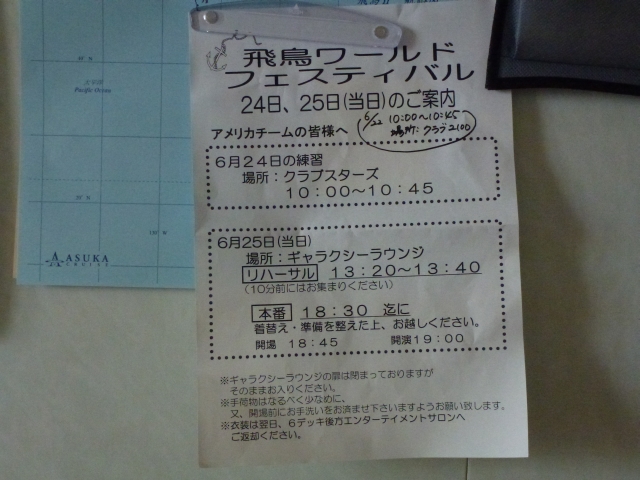 太平洋
Pacific Ocean
ASUKA
CRUISE
飛鳥ワールド
フェスティバル
24日、25日(当日)のご案内
アメリカチームの皆様へ
6/22 10:00~10:45
場所:クラブ2100
6月24日の練習
場所:クラブスターズ
10:00~10:45
6月25日(当日)
場所:ギャラクシーラウンジ
リハーサル 13:20~13:40
(10分前にはお集まりください)
本番 18:30 迄に
着替え・準備を整えた上、お越しください。
開場 18:45 開演19:00
※ギャラクシーラウンジの扉は閉まっておりますが
そのままお入りください。
※手荷物はなるべく少なめに、
又、開場前にお手洗いをお済ませ下さいますようお願い致します。
※衣装は翌日、6デッキ後方エンターテイメントサロンへ
ご返却ください。